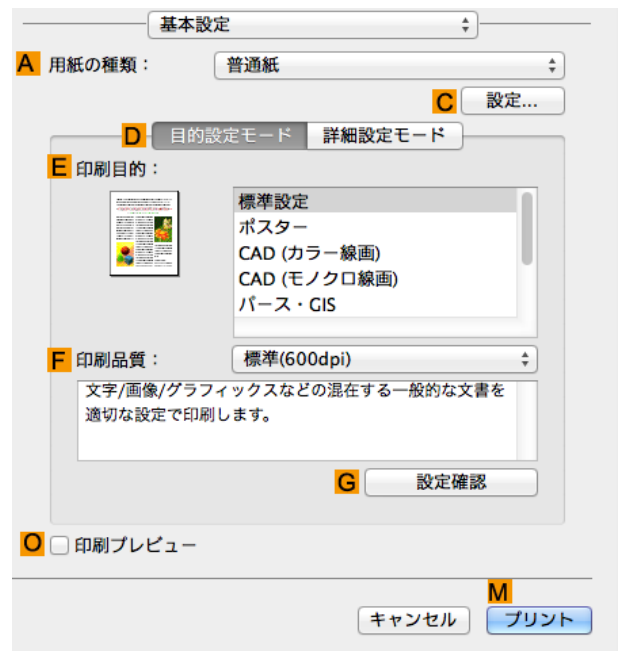 基本設定
A 用紙の種類： 普通紙
C 設定...
D 目的設定モード 詳細設定モード
E 印刷目的：
標準設定
ポスター
CAD (カラー線画)
CAD (モノクロ線画)
パース・GIS
F 印刷品質： 標準(600dpi)
文字/画像/グラフィックスなどの混在する一般的な文書を
適切な設定で印刷します。
G 設定確認
O 印刷プレビュー
M
キャンセル プリント